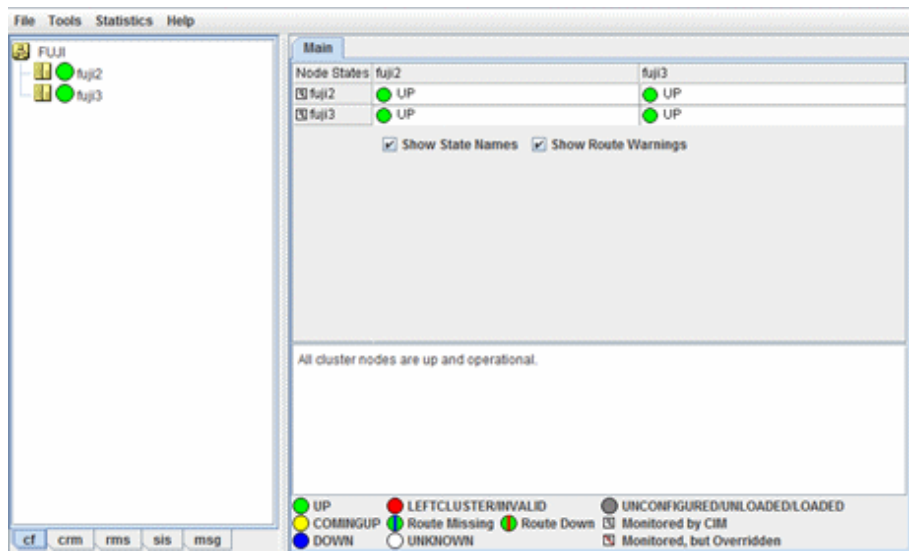 File Tools Statistics Help
FUJI
fuji2
fuji3
Main
Node States fuji2 fuji3
fuji2 UP UP
fuji3 UP UP
Show State Names Show Route Warnings
All cluster nodes are up and operational.
UP LEFTCLUSTER/INVALID UNCONFIGURED/UNLOADED/LOADED
COMINGUP Route Missing Route Down Monitored by CIM
DOWN UNKNOWN Monitored, but Overridden
cf crm rms sis msg